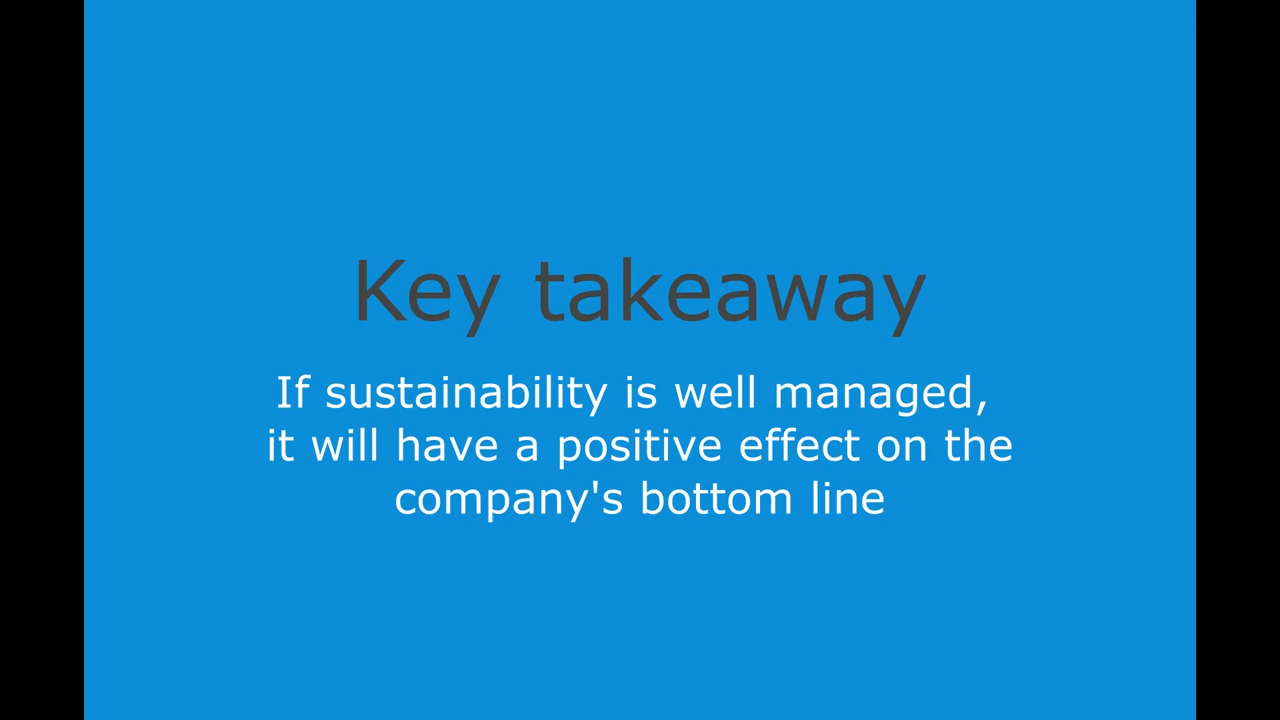 Key takeaway
If sustainability is well managed,
it will have a positive effect on the
company's bottom line